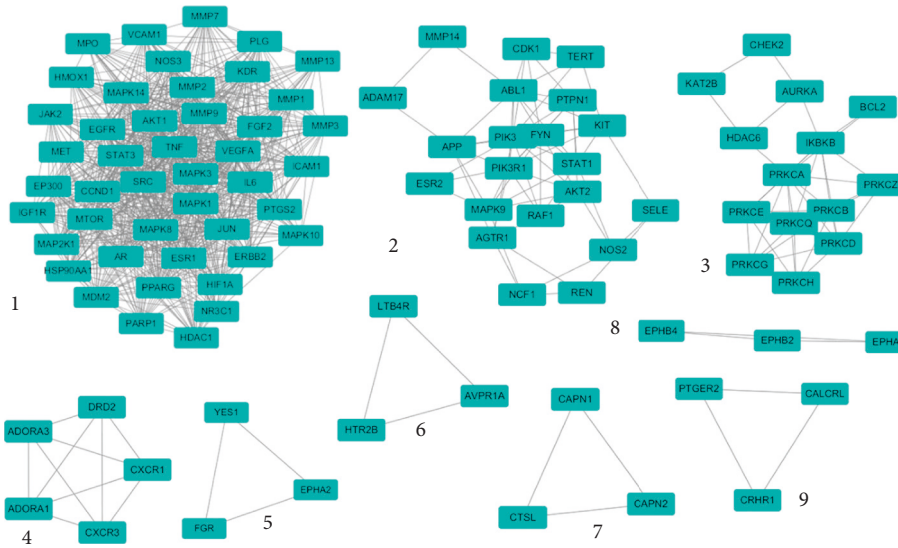 MMP7
VCAM1
MPO
PLG
NOS3
MMP13
HMOX1
KDR
MAPK14
MMP2
MMP1
JAK2
AKT1
MMP9
EGFR
FGF2
MMP3
MET
STAT3
TNF
VEGFA
ICAM1
EP300
CCND1
SRC
MAPK3
IL6
IGF1R
MTOR
MAPK1
PTGS2
MAP2K1
MAPK8
JUN
MAPK10
HSP90AA1
AR
ESR1
ERBB2
MDM2
PPARG
HIF1A
NR3C1
PARP1
HDAC1
1
MMP14
CDK1
TERT
ADAM17
ABL1
PTPN1
PIK3
FYN
KIT
APP
PIK3R1
STAT1
ESR2
AKT2
MAPK9
RAF1
SELE
AGTR1
NOS2
NCF1
REN
2
CHEK2
KAT2B
AURKA
BCL2
HDAC6
IKBKB
PRKCA
PRKCZ
PRKCE
PRKCB
PRKCQ
PRKCD
PRKCG
PRKCH
3
DRD2
ADORA3
CXCR1
ADORA1
CXCR3
4
YES1
EPHA2
FGR
5
LTB4R
AVPR1A
HTR2B
6
CAPN1
CAPN2
CTSL
7
8
EPHB4
EPHB2
EPHA
PTGER2
CALCRL
CRHR1
9